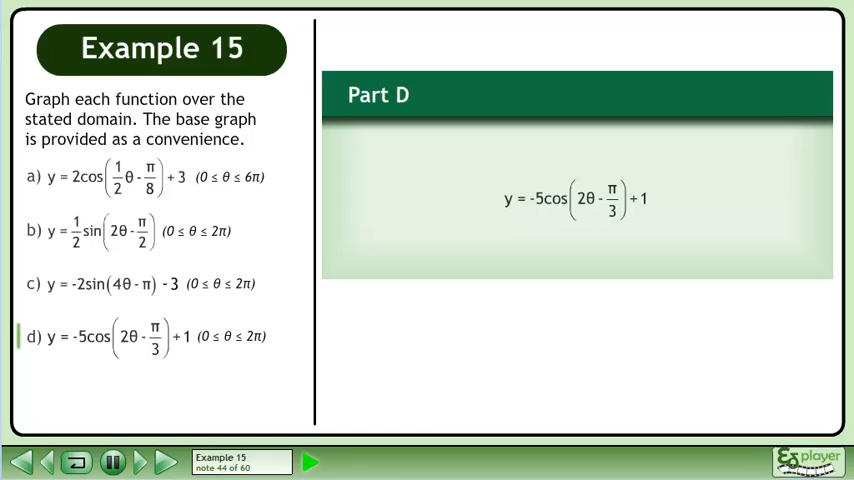 Example 15
Graph each function over the
stated domain. The base graph
is provided as a convenience.
a) y = 2cos(1/2θ - π/8) + 3 (0 ≤ θ ≤ 6π)
b) y = 1/2sin(2θ - π/2) (0 ≤ θ ≤ 2π)
c) y = -2sin(4θ - π) - 3 (0 ≤ θ ≤ 2π)
d) y = -5cos(2θ - π/3) + 1 (0 ≤ θ ≤ 2π)
Part D
y = -5cos(2θ - π/3) + 1
Example 15
note 44 of 60
player